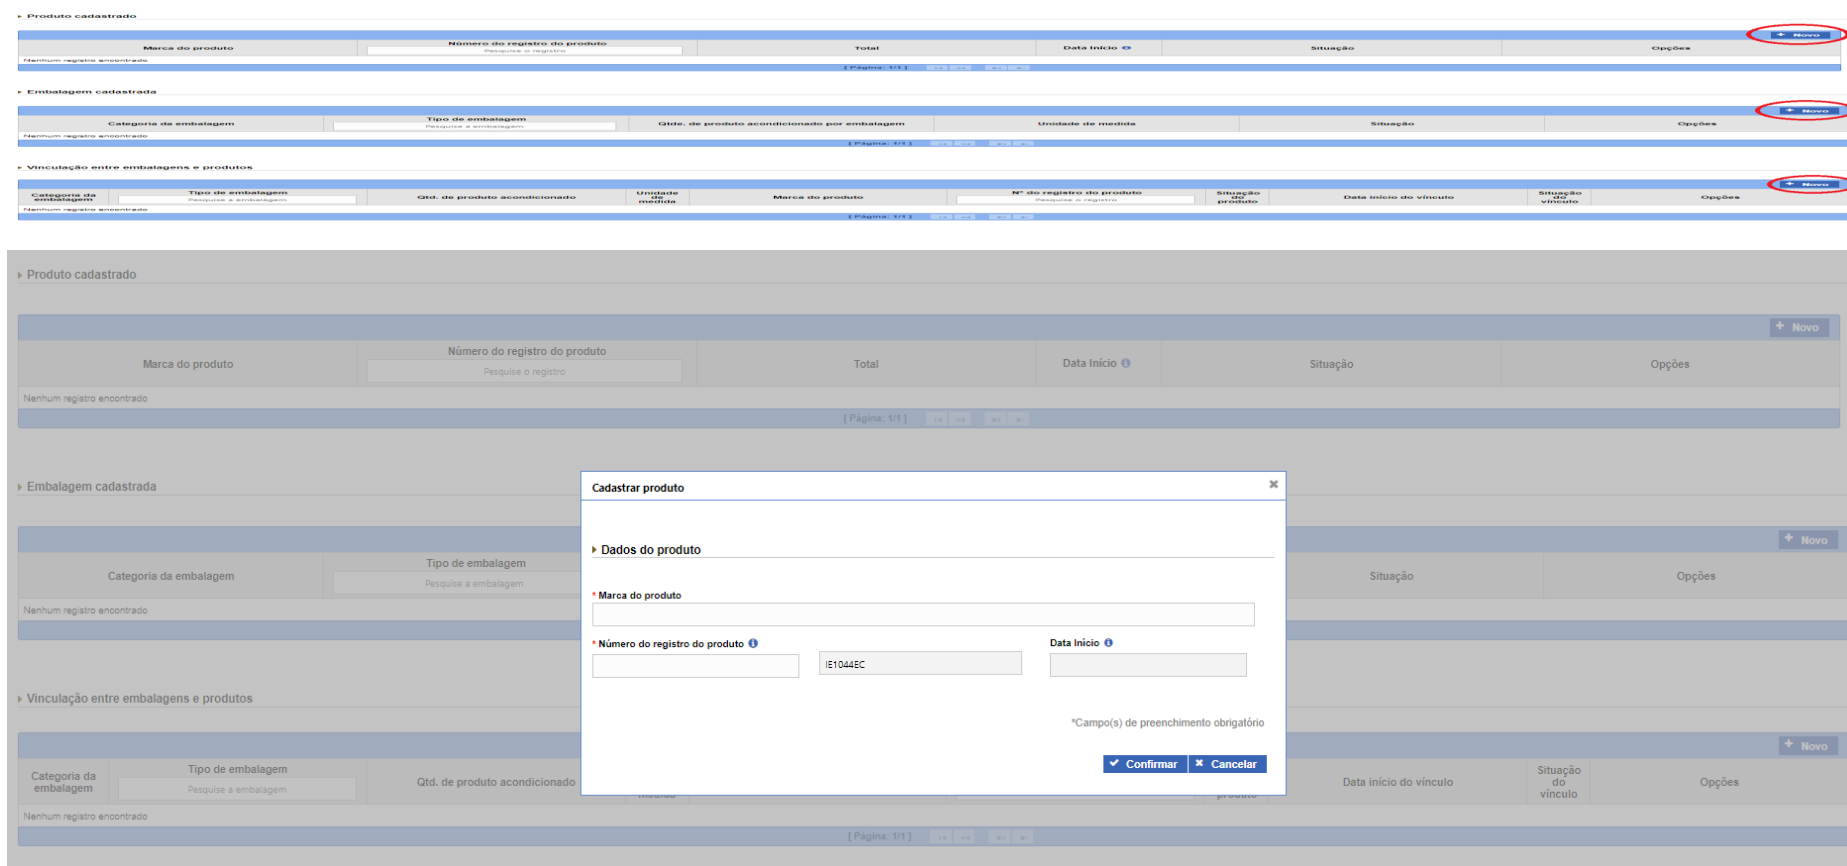 Produto cadastrado
+ Novo
Marca do produto
Número do registro do produto
Pesquise o registro
Total
Data Início
Situação
Opções
Nenhum registro encontrado
[ Página: 1/1 ]
Embalagem cadastrada
+ Novo
Categoria da embalagem
Tipo de embalagem
Pesquise a embalagem
Qtde. de produto acondicionado por embalagem
Unidade de medida
Situação
Opções
Nenhum registro encontrado
[ Página: 1/1 ]
Vinculação entre embalagens e produtos
+ Novo
Categoria da
embalagem
Tipo de embalagem
Pesquise a embalagem
Qtd. de produto acondicionado
Unidade
de
medida
Marca do produto
N° do registro do produto
Pesquise o registro
Situação
do
produto
Data início do vínculo
Situação
do
vínculo
Opções
Nenhum registro encontrado
[ Página: 1/1 ]
Produto cadastrado
+ Novo
Marca do produto
Número do registro do produto
Pesquise o registro
Total
Data Início
Situação
Opções
Nenhum registro encontrado
[ Página: 1/1 ]
Embalagem cadastrada
+ Novo
Categoria da embalagem
Tipo de embalagem
Pesquise a embalagem
Situação
Opções
Nenhum registro encontrado
Cadastrar produto
Dados do produto
* Marca do produto
* Número do registro do produto
Data Início
IE1044EC
*Campo(s) de preenchimento obrigatório
Confirmar
Cancelar
Vinculação entre embalagens e produtos
+ Novo
Categoria da
embalagem
Tipo de embalagem
Pesquise a embalagem
Qtd. de produto acondicionado
medida
produto
Data início do vínculo
Situação
do
vínculo
Opções
Nenhum registro encontrado
[ Página: 1/1 ]